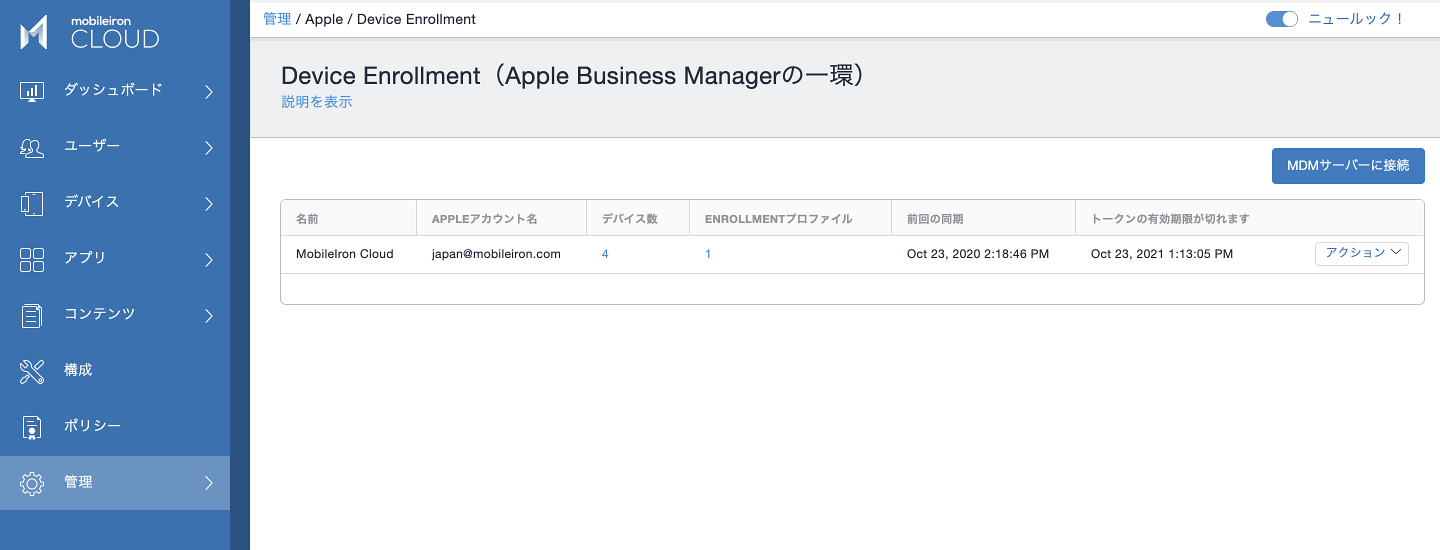 mobileiron
CLOUD
ダッシュボード
ユーザー
デバイス
アプリ
コンテンツ
構成
ポリシー
管理
管理 / Apple / Device Enrollment
ニュールック！
Device Enrollment（Apple Business Managerの一環）
説明を表示
MDMサーバーに接続
名前 APPLEアカウント名 デバイス数 ENROLLMENTプロファイル 前回の同期 トークンの有効期限が切れます
MobileIron Cloud japan@mobileiron.com 4 1 Oct 23, 2020 2:18:46 PM Oct 23, 2021 1:13:05 PM アクション